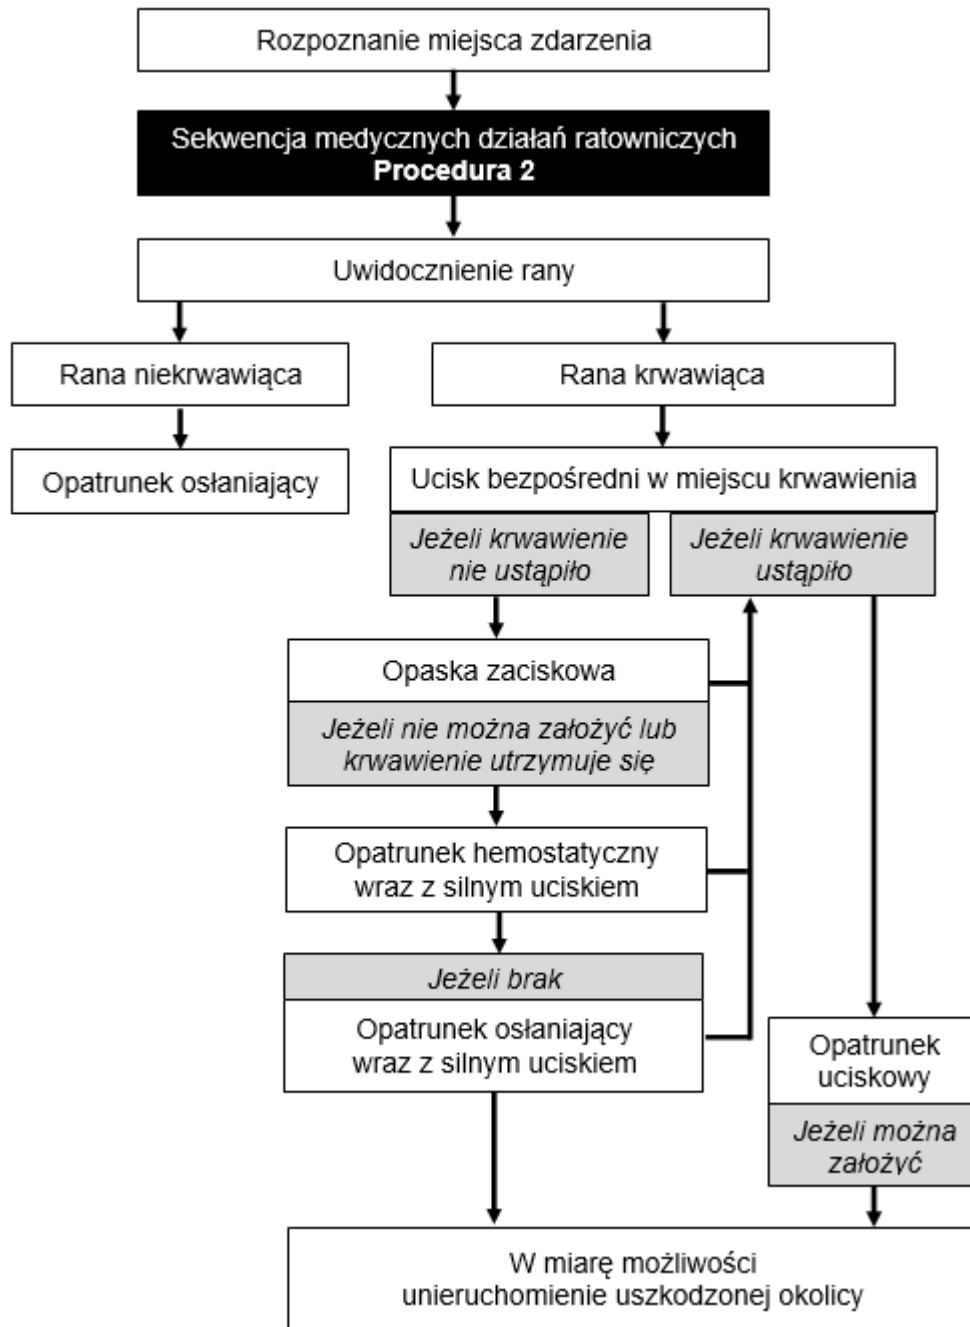 Rozpoznanie miejsca zdarzenia
Sekwencja medycznych działań ratowniczych
Procedura 2
Uwidocznienie rany
Rana niekrwawiąca
Rana krwawiąca
Opatrunek osłaniający
Ucisk bezpośredni w miejscu krwawienia
Jeżeli krwawienie
nie ustąpiło
Jeżeli krwawienie
ustąpiło
Opaska zaciskowa
Jeżeli nie można założyć lub
krwawienie utrzymuje się
Opatrunek hemostatyczny
wraz z silnym uciskiem
Jeżeli brak
Opatrunek osłaniający
wraz z silnym uciskiem
Opatrunek
uciskowy
Jeżeli można
założyć
W miarę możliwości
unieruchomienie uszkodzonej okolicy